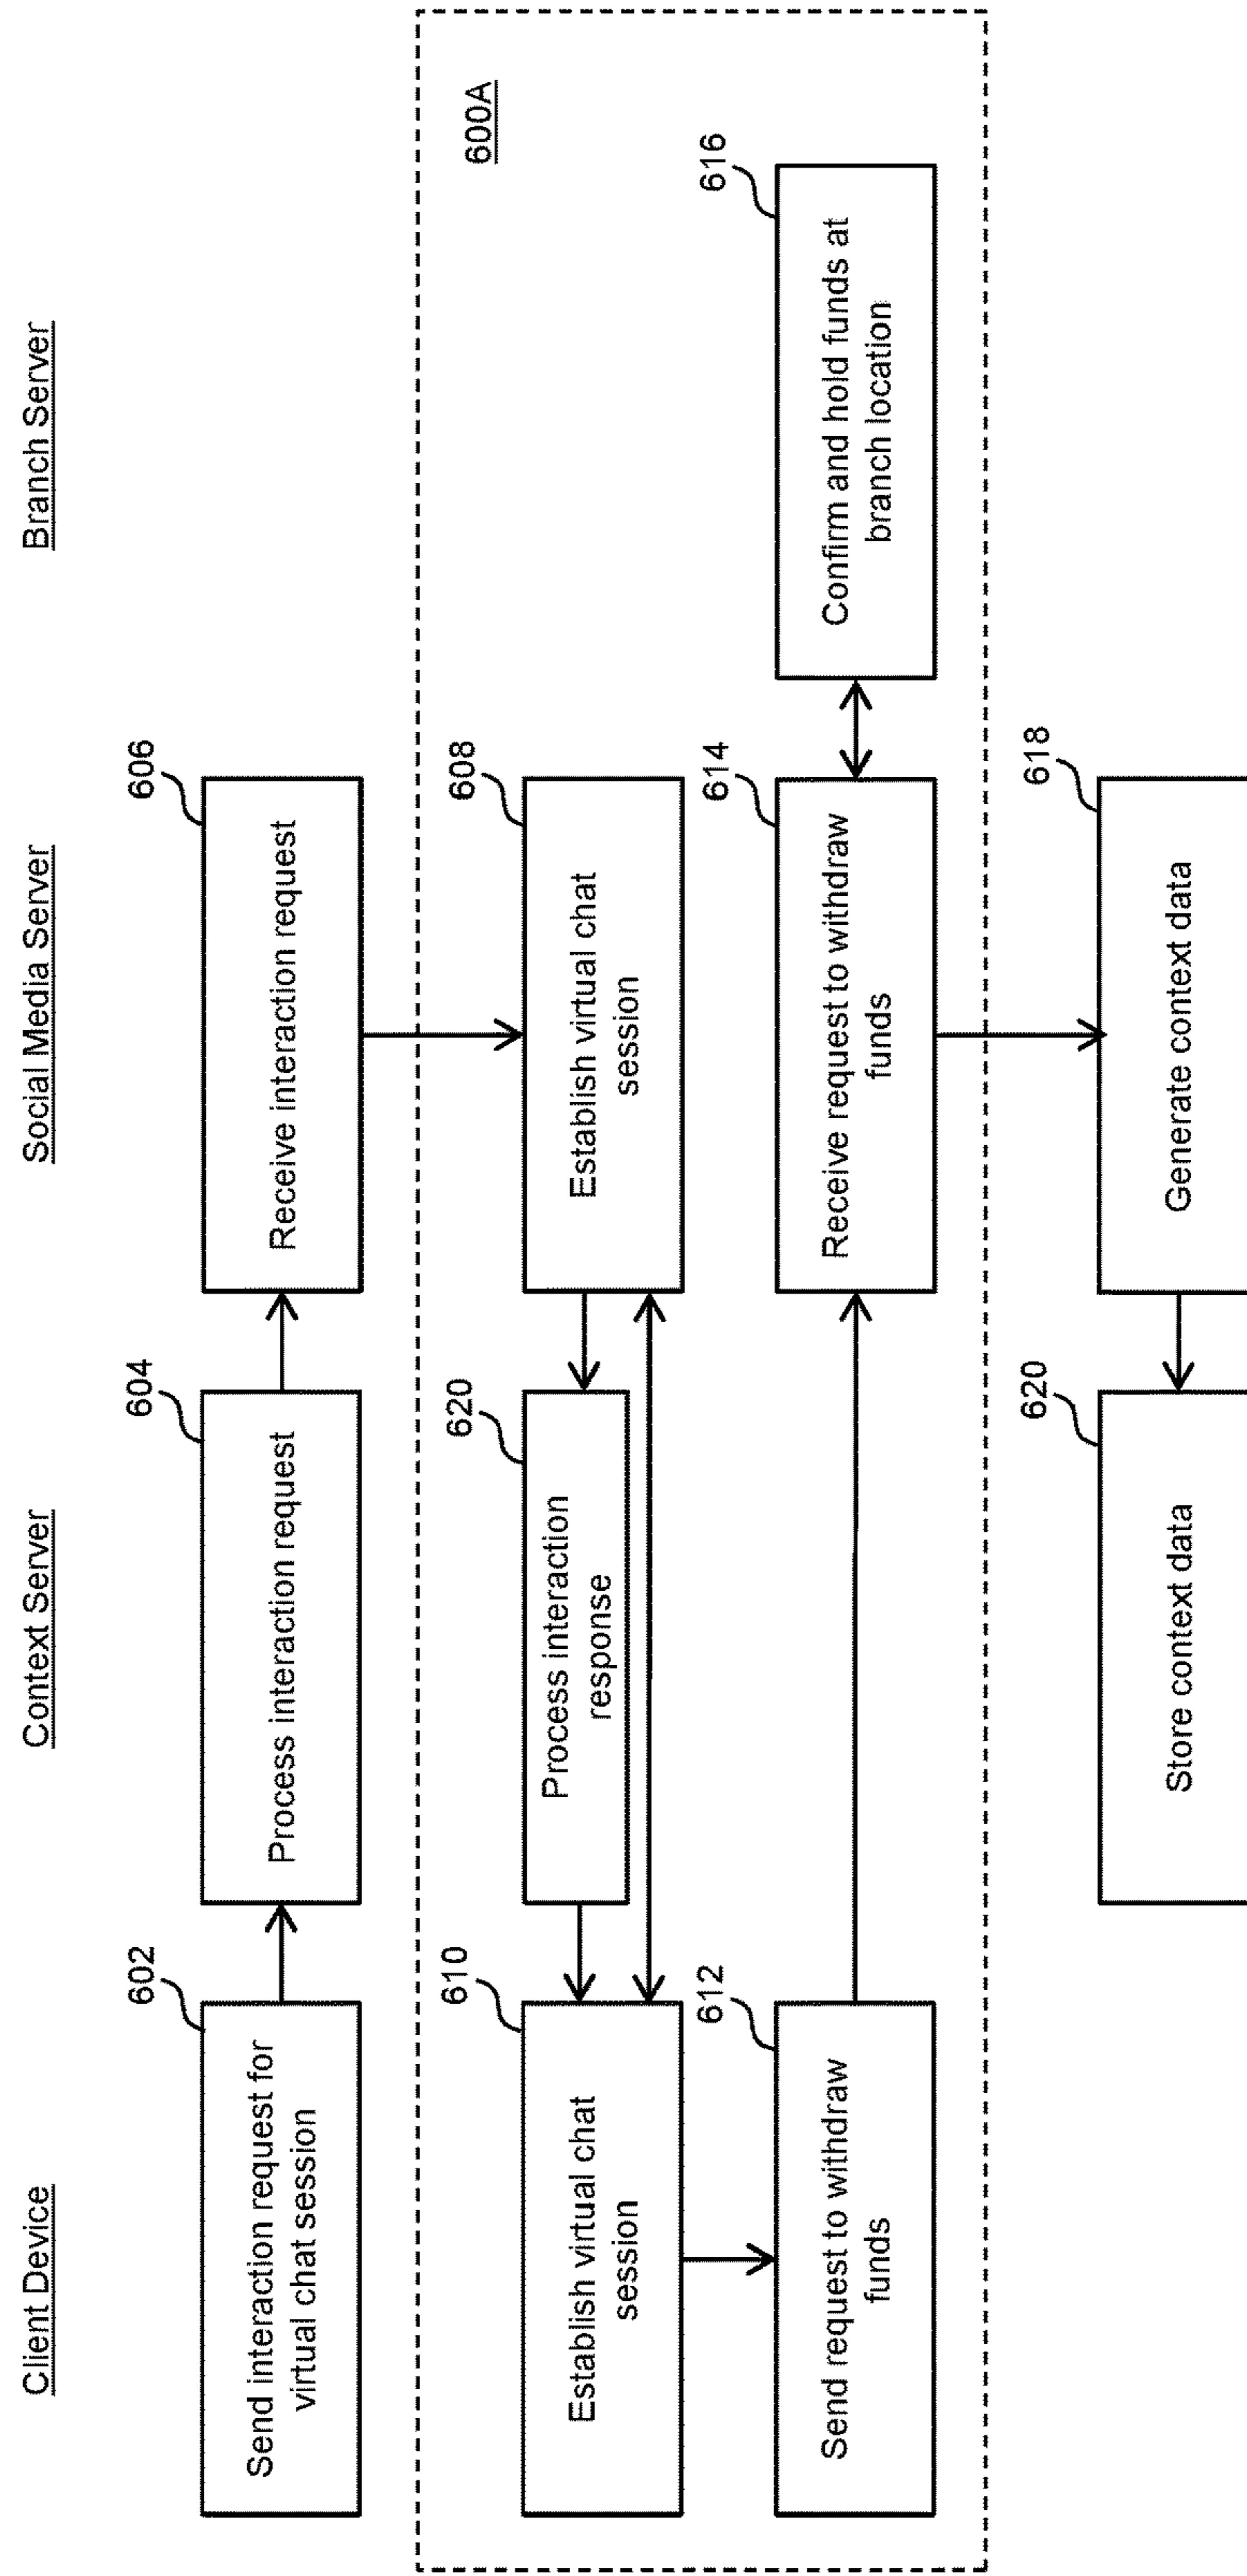 Client Device
Context Server
Social Media Server
Branch Server
602
Send interaction request for
virtual chat session
604
Process interaction request
606
Receive interaction request
600A
610
Establish virtual chat
session
620
Process interaction
response
608
Establish virtual chat
session
612
Send request to withdraw
funds
614
Receive request to withdraw
funds
616
Confirm and hold funds at
branch location
620
Store context data
618
Generate context data